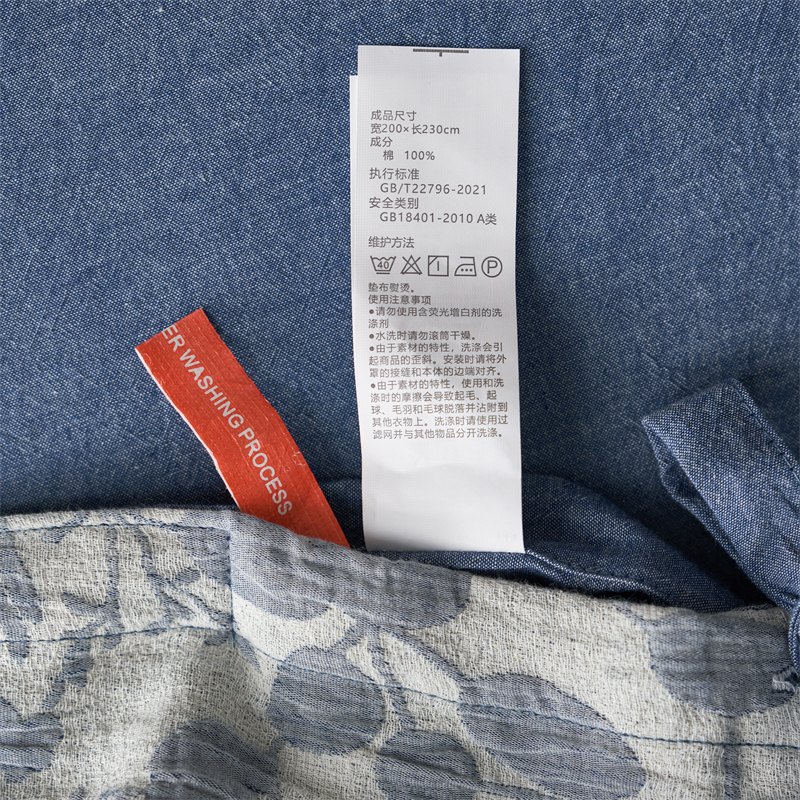 成品尺寸
宽200×长230cm
成分
棉 100%
执行标准
GB/T22796-2021
安全类别
GB18401-2010 A类
维护方法
40
P
垫布熨烫。
使用注意事项
●请勿使用含荧光增白剂的洗
涤剂
●水洗时请勿滚筒干燥。
●由于素材的特性，洗涤会引
起商品的歪斜。安装时请将外
罩的接缝和本体的边端对齐。
●由于素材的特性，使用和洗
涤时的摩擦会导致起毛、起
球、毛羽和毛球脱落并沾附到
其他衣物上。洗涤时请使用过
滤网并与其他物品分开洗涤。
ER WASHING PROCESS